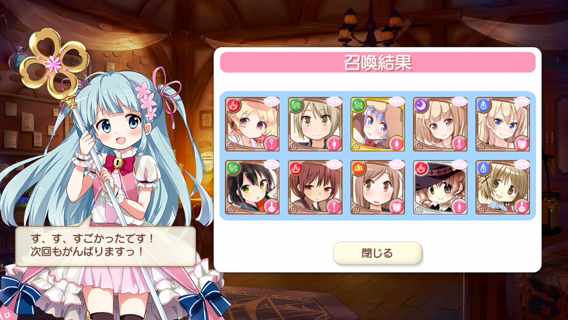 召喚結果
す、す、すごかったです!
次回もがんばりますっ!
閉じる